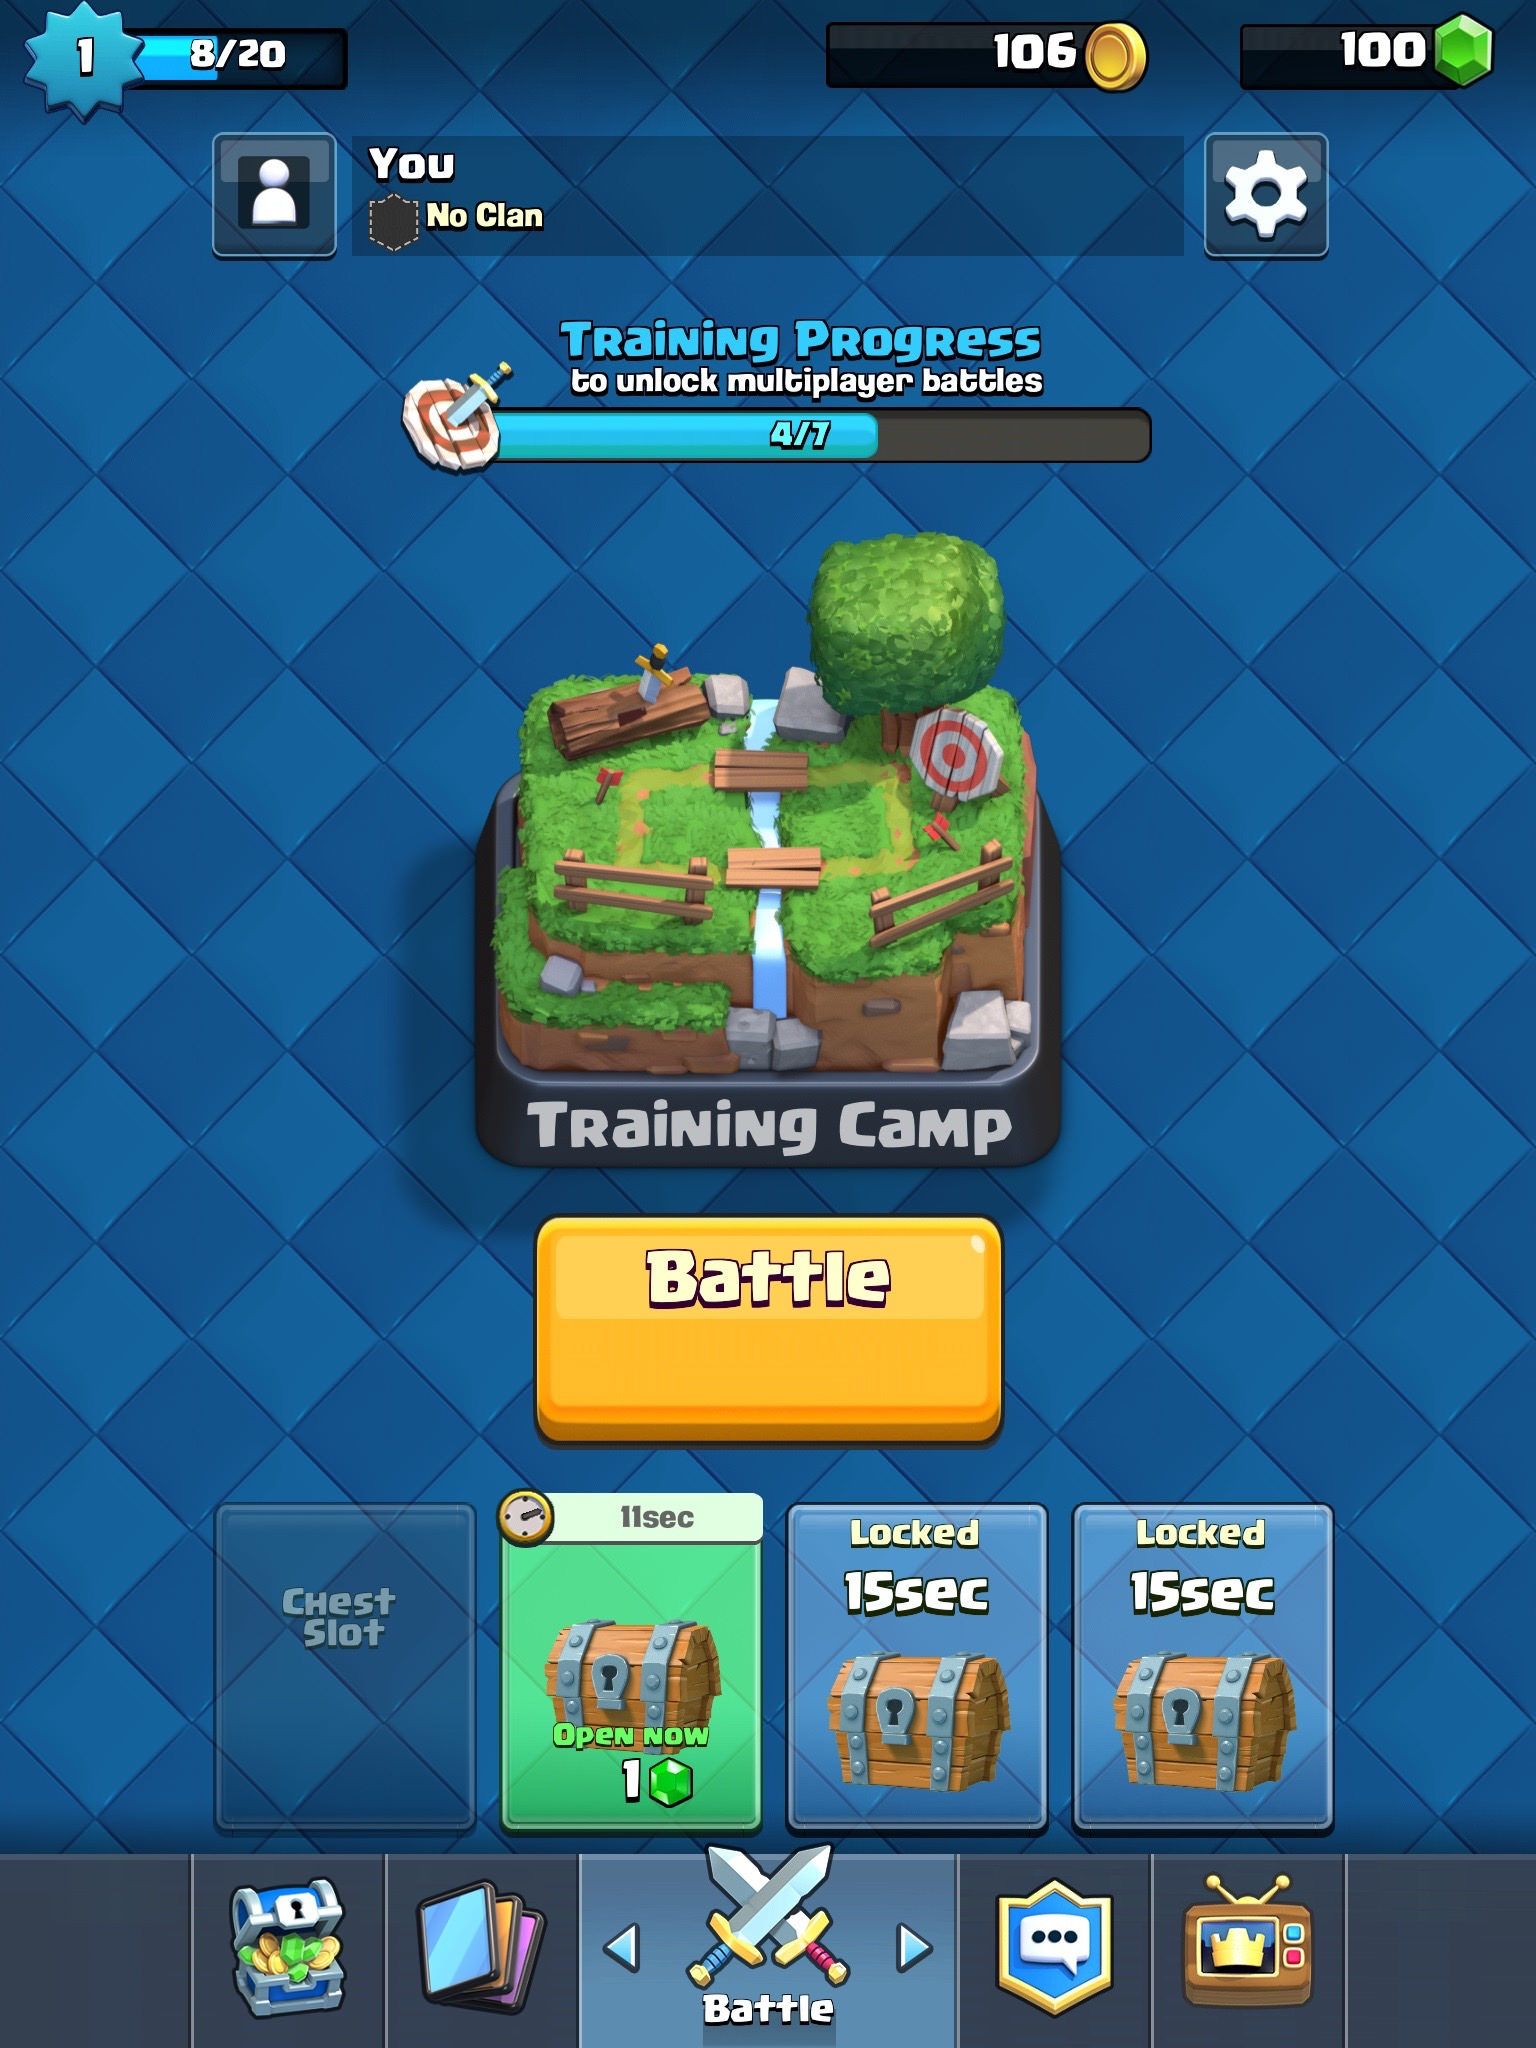 1
8/20
106
100
You
No Clan
Training Progress
to unlock multiplayer battles
4/7
Training Camp
Battle
Chest
Slot
11sec
Open now
1
Locked
15sec
Locked
15sec
Battle